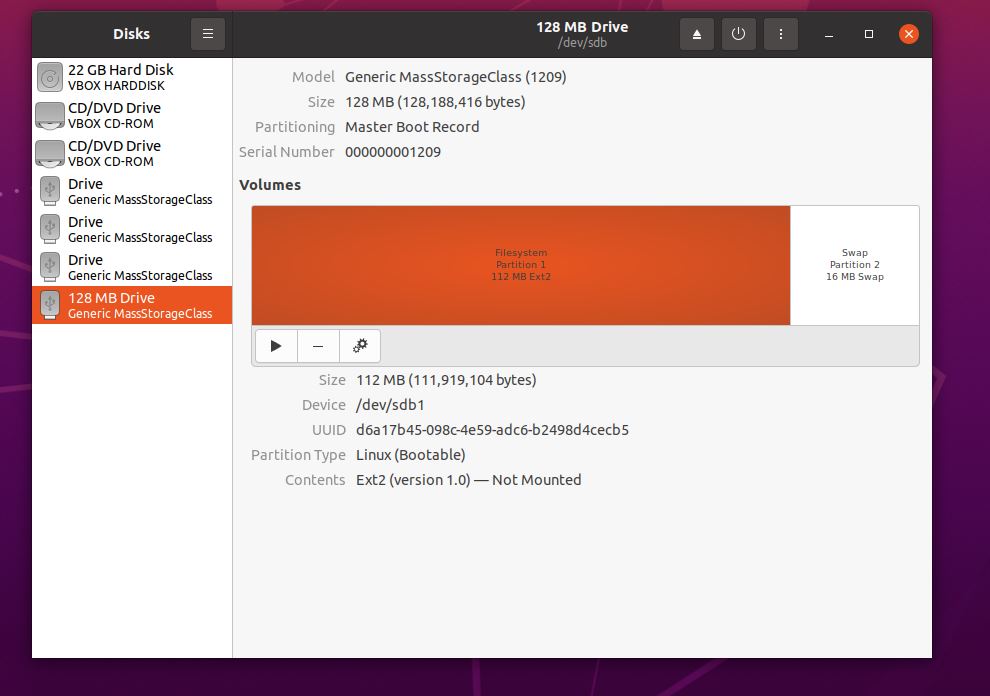 Disks
128 MB Drive
/dev/sdb
22 GB Hard Disk
VBOX HARDDISK
CD/DVD Drive
VBOX CD-ROM
CD/DVD Drive
VBOX CD-ROM
Drive
Generic MassStorageClass
Drive
Generic MassStorageClass
Drive
Generic MassStorageClass
128 MB Drive
Generic MassStorageClass
Model Generic MassStorageClass (1209)
Size 128 MB (128,188,416 bytes)
Partitioning Master Boot Record
Serial Number 000000001209
Volumes
Filesystem
Partition 1
112 MB Ext2
Swap
Partition 2
16 MB Swap
Size 112 MB (111,919,104 bytes)
Device /dev/sdb1
UUID d6a17b45-098c-4e59-adc6-b2498d4cecb5
Partition Type Linux (Bootable)
Contents Ext2 (version 1.0) — Not Mounted